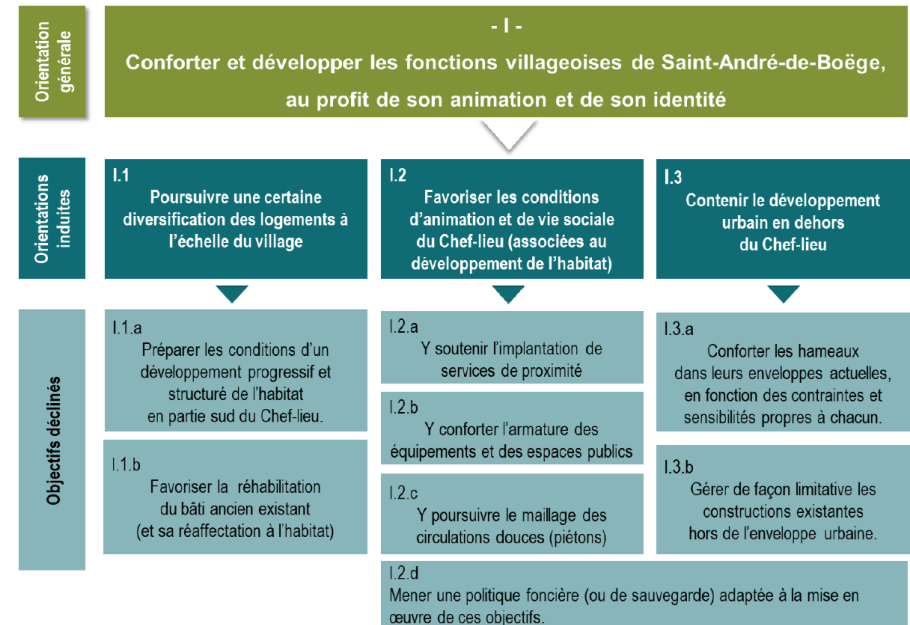 Orientation
générale
- I -
Conforter et développer les fonctions villageoises de Saint-André-de-Boëge,
au profit de son animation et de son identité
Orientations
induites
I.1
Poursuivre une certaine
diversification des logements à
l'échelle du village
I.2
Favoriser les conditions
d'animation et de vie sociale
du Chef-lieu (associées au
développement de l'habitat)
I.3
Contenir le développement
urbain en dehors
du Chef-lieu
Objectifs déclinés
I.1.a
Préparer les conditions d'un
développement progressif et
structuré de l'habitat
en partie sud du Chef-lieu.
I.1.b
Favoriser la réhabilitation
du bâti ancien existant
(et sa réaffectation à l'habitat)
I.2.a
Y soutenir l'implantation de
services de proximité
I.2.b
Y conforter l'armature des
équipements et des espaces publics
I.2.c
Y poursuivre le maillage des
circulations douces (piétons)
I.3.a
Conforter les hameaux
dans leurs enveloppes actuelles,
en fonction des contraintes et
sensibilités propres à chacun.
I.3.b
Gérer de façon limitative les
constructions existantes
hors de l'enveloppe urbaine.
I.2.d
Mener une politique foncière (ou de sauvegarde) adaptée à la mise en
œuvre de ces objectifs.